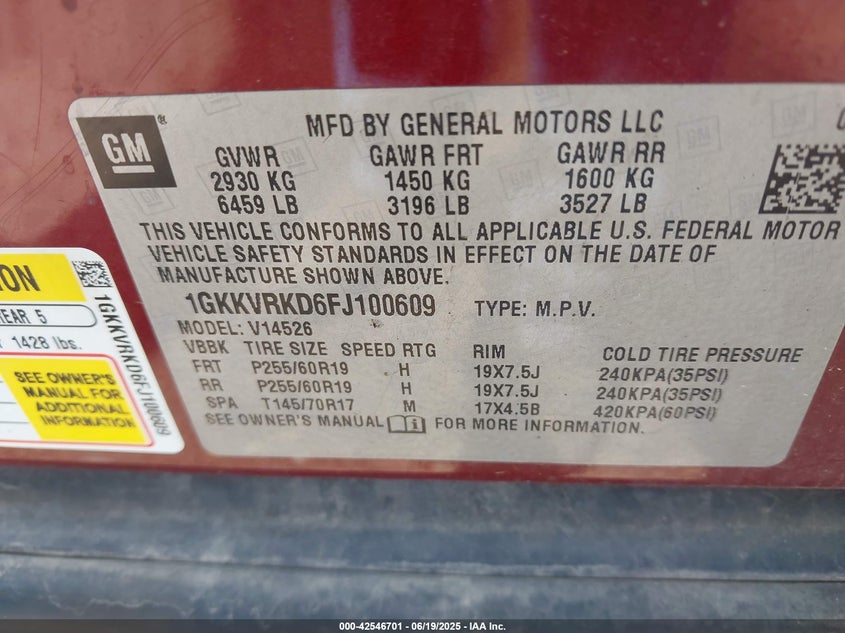 GM
MFD BY GENERAL MOTORS LLC
GVWR GAWR FRT GAWR RR
2930 KG 1450 KG 1600 KG
6459 LB 3196 LB 3527 LB
THIS VEHICLE CONFORMS TO ALL APPLICABLE U.S. FEDERAL MOTOR
VEHICLE SAFETY STANDARDS IN EFFECT ON THE DATE OF
MANUFACTURE SHOWN ABOVE.
1GKKVRKD6FJ100609 TYPE: M.P.V.
MODEL: V14526
VBBK TIRE SIZE SPEED RTG RIM COLD TIRE PRESSURE
FRT P255/60R19 H 19X7.5J 240KPA(35PSI)
RR P255/60R19 H 19X7.5J 240KPA(35PSI)
SPA T145/70R17 M 17X4.5B 420KPA(60PSI)
SEE OWNER'S MANUAL FOR MORE INFORMATION.
REAR 5
1428 lbs.
SEE OWNER'S
MANUAL FOR
ADDITIONAL
INFORMATION
1GKKVRKD6FJ100609
000-42546701 - 06/19/2025 - IAA Inc.